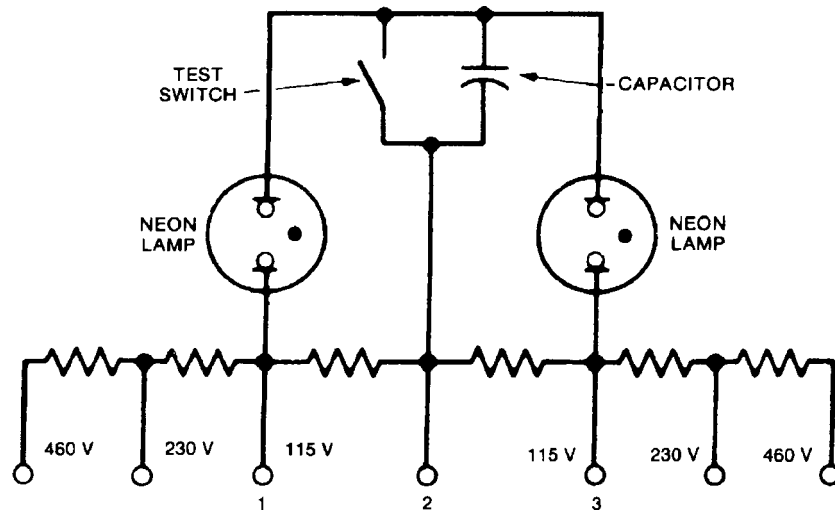 TEST
SWITCH
CAPACITOR
NEON
LAMP
NEON
LAMP
460 V
230 V
115 V
115 V
230 V
460 V
1
2
3